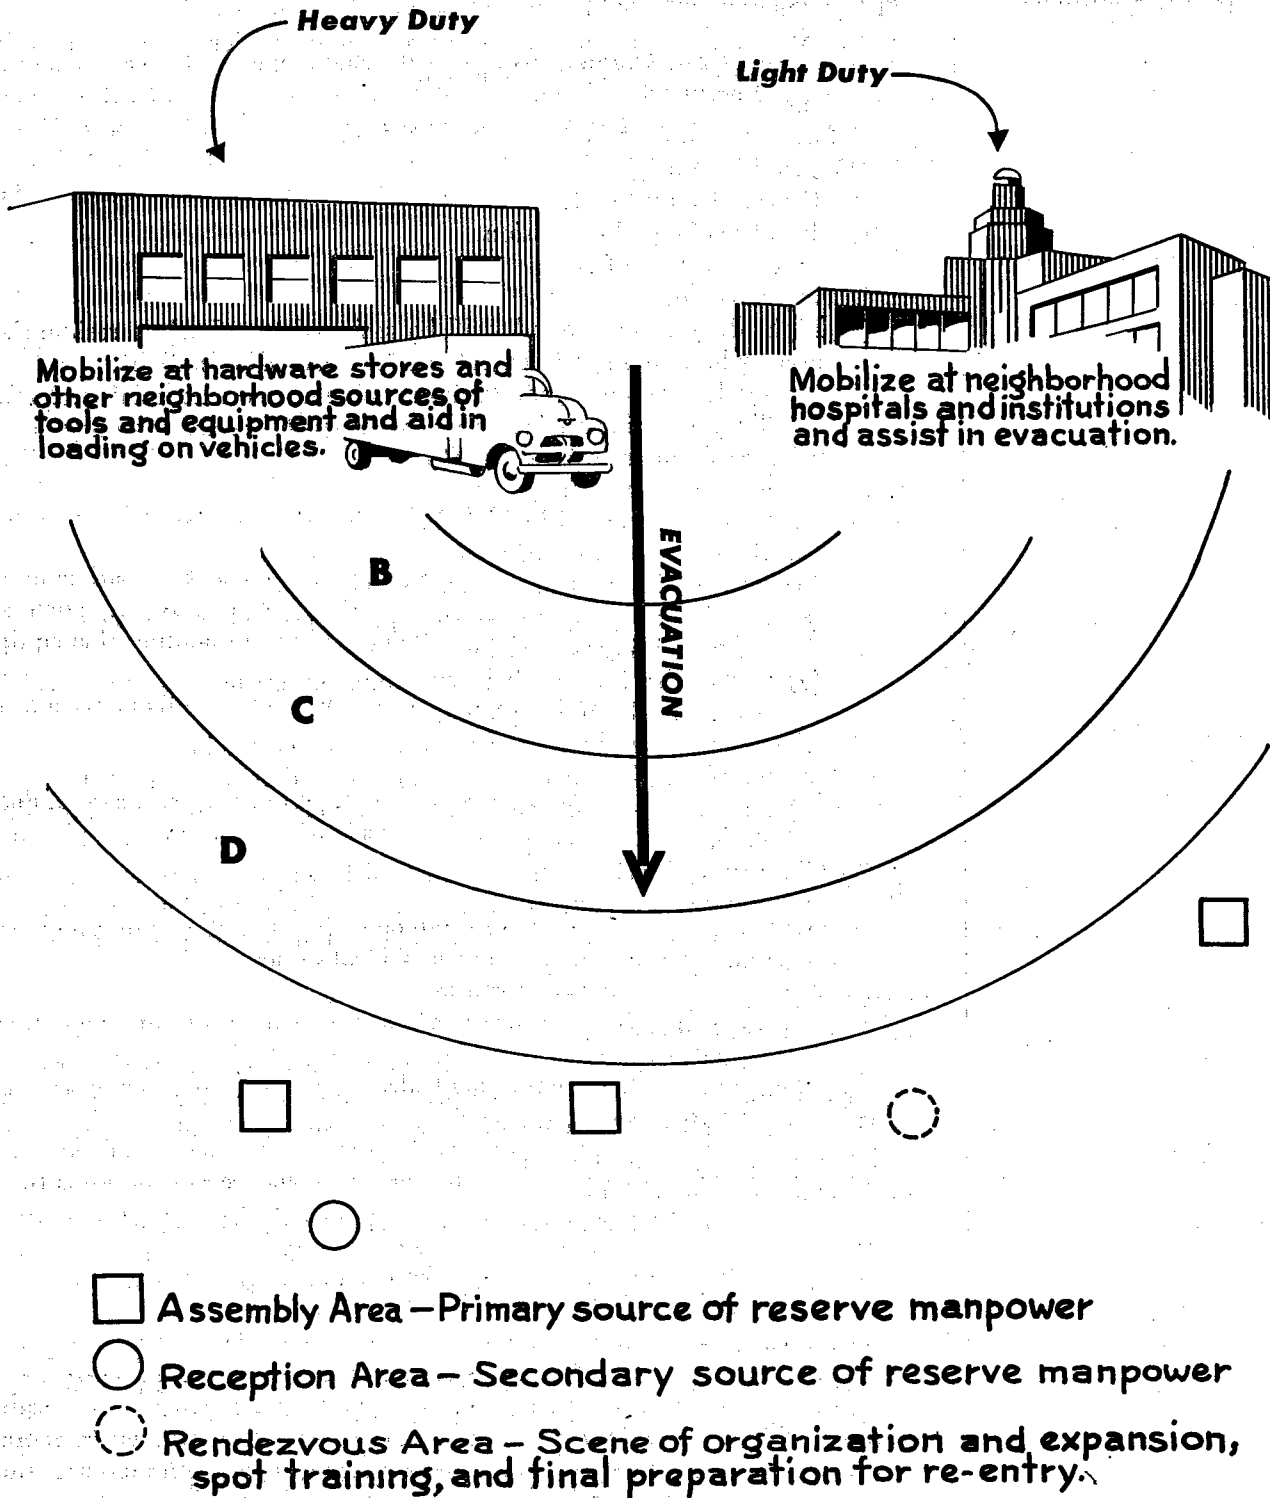 Heavy Duty
Light Duty
Mobilize at hardware stores and
other neighborhood sources of
tools and equipment and aid in
loading on vehicles.
Mobilize at neighborhood
hospitals and institutions
and assist in evacuation.
EVACUATION
B
C
D
Assembly Area – Primary source of reserve manpower
Reception Area – Secondary source of reserve manpower
Rendezvous Area – Scene of organization and expansion,
spot training, and final preparation for re-entry.